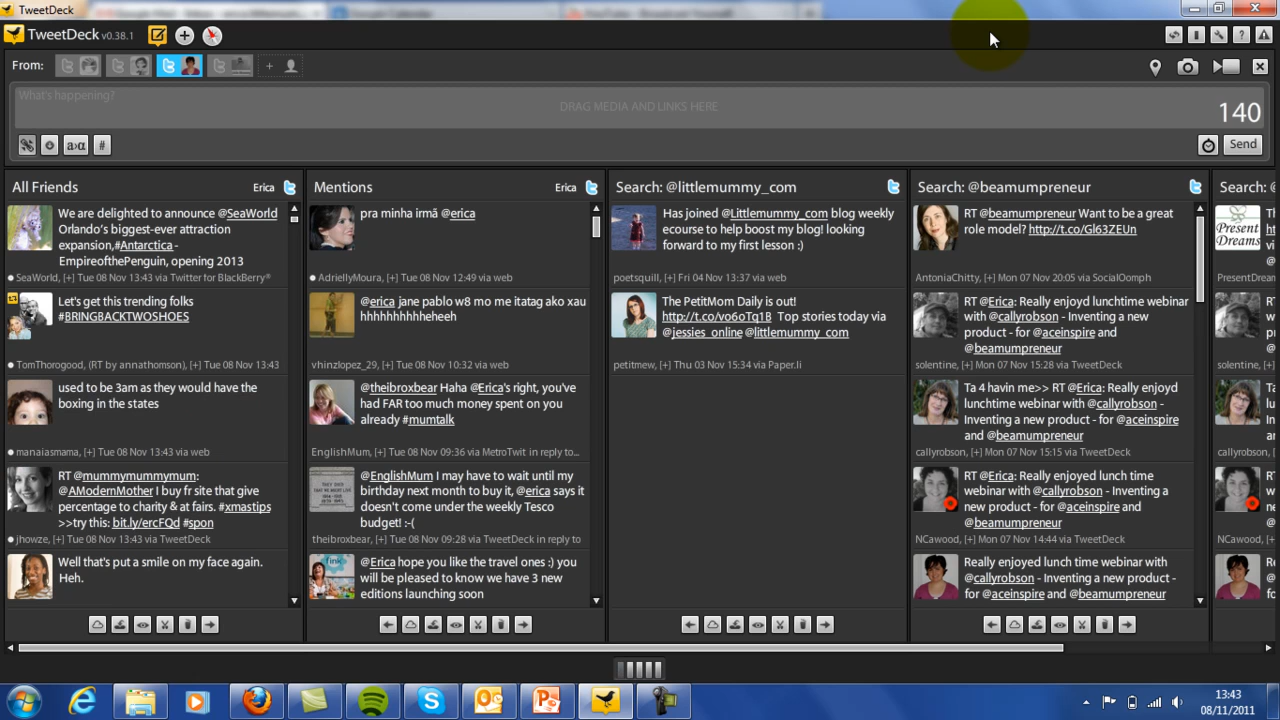 TweetDeck
TweetDeck v0.38.1
From:
What's happening?
DRAG MEDIA AND LINKS HERE
140
a›α
#
Send
All Friends
Erica
We are delighted to announce @SeaWorld
Orlando's biggest-ever attraction
expansion,#Antarctica -
EmpireofthePenguin, opening 2013
SeaWorld, [+] Tue 08 Nov 13:43 via Twitter for BlackBerry®
Let's get this trending folks
#BRINGBACKTWOSHOES
TomThorogood, (RT by annathomson), [+] Tue 08 Nov 13:43
used to be 3am as they would have the
boxing in the states
manaiasmama, [+] Tue 08 Nov 13:43 via web
RT @mummymummymum:
@AModernMother I buy fr site that give
percentage to charity & at fairs. #xmastips
>>try this: bit.ly/ercFQd #spon
jhowze, [+] Tue 08 Nov 13:43 via TweetDeck
Well that's put a smile on my face again.
Heh.
Mentions
Erica
pra minha irmã @erica
AdriellyMoura, [+] Tue 08 Nov 12:49 via web
@erica jane pablo w8 mo me itatag ako xau
hhhhhhhhhheheeh
vhinzlopez_29, [+] Tue 08 Nov 10:32 via web
@theibroxbear Haha @Erica's right, you've
had FAR too much money spent on you
already #mumtalk
EnglishMum, [+] Tue 08 Nov 09:36 via MetroTwit in reply to...
@EnglishMum I may have to wait until my
birthday next month to buy it, @erica says it
doesn't come under the weekly Tesco
budget! :-(
theibroxbear, [+] Tue 08 Nov 09:28 via TweetDeck in reply to
@Erica hope you like the travel ones :) you
will be pleased to know we have 3 new
editions launching soon
fink
Search: @littlemummy_com
Has joined @Littlemummy_com blog weekly
ecourse to help boost my blog! looking
forward to my first lesson :)
poetsquill, [+] Fri 04 Nov 13:37 via web
The PetitMom Daily is out!
http://t.co/vo6oTq1B Top stories today via
@jessies_online @littlemummy_com
petitmew, [+] Thu 03 Nov 15:34 via Paper.li
Search: @beamumpreneur
RT @beamumpreneur Want to be a great
role model? http://t.co/Gl63ZEUn
AntoniaChitty, [+] Mon 07 Nov 20:05 via SocialOomph
RT @Erica: Really enjoyd lunchtime webinar
with @callyrobson - Inventing a new
product - for @aceinspire and
@beamumpreneur
solentine, [+] Mon 07 Nov 15:28 via TweetDeck
Ta 4 havin me>> RT @Erica: Really enjoyd
lunchtime webinar with @callyrobson -
Inventing a new product - for @aceinspire
and @beamumpreneur
callyrobson, [+] Mon 07 Nov 15:15 via TweetDeck
RT @Erica: Really enjoyed lunch time
webinar with @callyrobson - Inventing a
new product - for @aceinspire and
@beamumpreneur
NCawood, [+] Mon 07 Nov 14:44 via TweetDeck
Really enjoyed lunch time webinar with
@callyrobson - Inventing a new product -
for @aceinspire and @beamumpreneur
Search: @
Present
Dreams
PresentDream
solentine, [+]
callyrobson, [
NCawood, [+]
13:43
08/11/2011